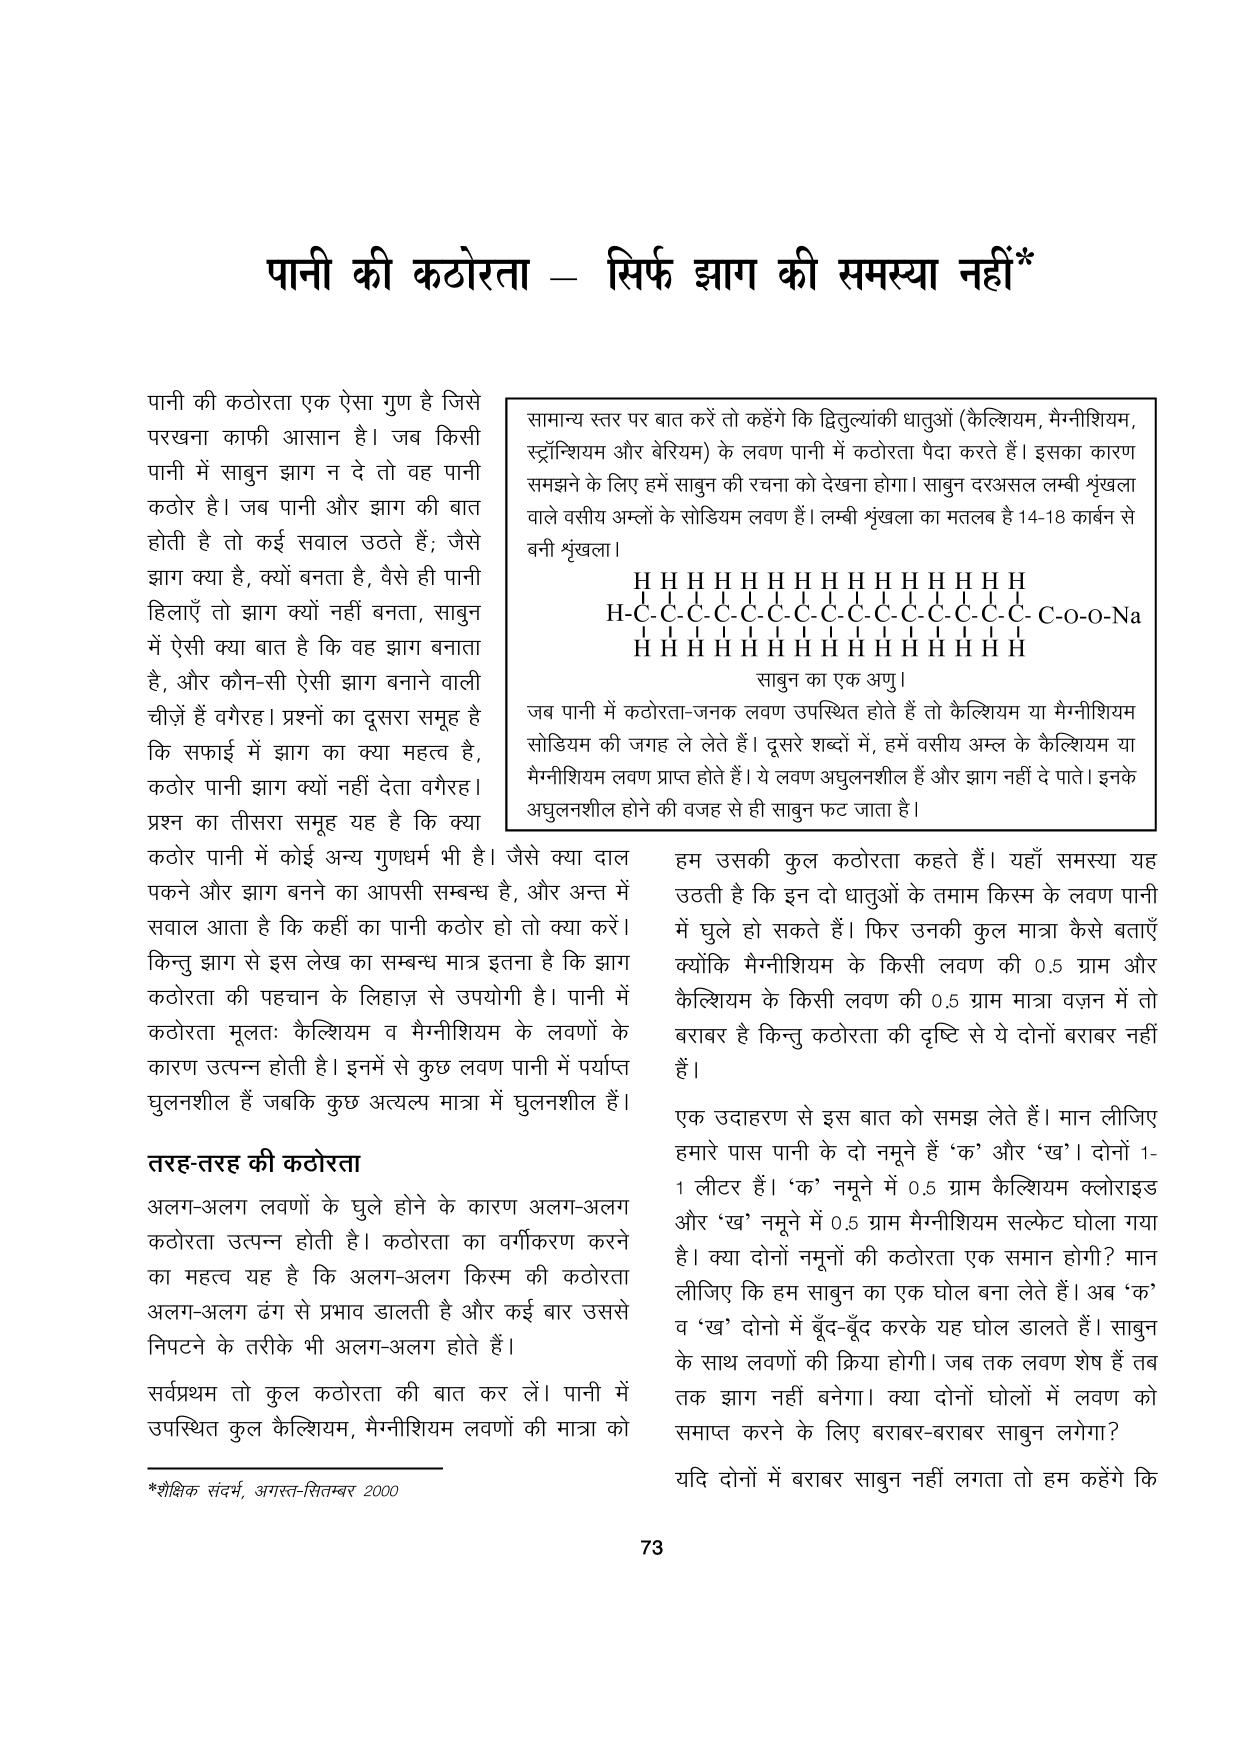 पानी की कठोरता – सिर्फ झाग की समस्या नहीं*
पानी की कठोरता एक ऐसा गुण है जिसे
परखना काफी आसान है। जब किसी
पानी में साबुन झाग न दे तो वह पानी
कठोर है। जब पानी और झाग की बात
होती है तो कई सवाल उठते हैं; जैसे
झाग क्या है, क्यों बनता है, वैसे ही पानी
हिलाएँ तो झाग क्यों नहीं बनता, साबुन
में ऐसी क्या बात है कि वह झाग बनाता
है, और कौन-सी ऐसी झाग बनाने वाली
चीज़ें हैं वगैरह। प्रश्नों का दूसरा समूह है
कि सफाई में झाग का क्या महत्व है,
कठोर पानी झाग क्यों नहीं देता वगैरह।
प्रश्न का तीसरा समूह यह है कि क्या
कठोर पानी में कोई अन्य गुणधर्म भी है। जैसे क्या दाल
पकने और झाग बनने का आपसी सम्बन्ध है, और अन्त में
सवाल आता है कि कहीं का पानी कठोर हो तो क्या करें।
किन्तु झाग से इस लेख का सम्बन्ध मात्र इतना है कि झाग
कठोरता की पहचान के लिहाज़ से उपयोगी है। पानी में
कठोरता मूलतः कैल्शियम व मैग्नीशियम के लवणों के
कारण उत्पन्न होती है। इनमें से कुछ लवण पानी में पर्याप्त
घुलनशील हैं जबकि कुछ अत्यल्प मात्रा में घुलनशील हैं।
तरह-तरह की कठोरता
अलग-अलग लवणों के घुले होने के कारण अलग-अलग
कठोरता उत्पन्न होती है। कठोरता का वर्गीकरण करने
का महत्व यह है कि अलग-अलग किस्म की कठोरता
अलग-अलग ढंग से प्रभाव डालती है और कई बार उससे
निपटने के तरीके भी अलग-अलग होते हैं।
सर्वप्रथम तो कुल कठोरता की बात कर लें। पानी में
उपस्थित कुल कैल्शियम, मैग्नीशियम लवणों की मात्रा को
*शैक्षिक संदर्भ, अगस्त-सितम्बर 2000
सामान्य स्तर पर बात करें तो कहेंगे कि द्वितुल्यांकी धातुओं (कैल्शियम, मैग्नीशियम,
स्ट्रॉन्शियम और बेरियम) के लवण पानी में कठोरता पैदा करते हैं। इसका कारण
समझने के लिए हमें साबुन की रचना को देखना होगा। साबुन दरअसल लम्बी शृंखला
वाले वसीय अम्लों के सोडियम लवण हैं। लम्बी शृंखला का मतलब है 14-18 कार्बन से
बनी शृंखला।
H H H H H H H H H H H H H H H
H-C-C-C-C-C-C-C-C-C-C-C-C-C-C-C- C-O-O-Na
H H H H H H H H H H H H H H H
साबुन का एक अणु।
जब पानी में कठोरता-जनक लवण उपस्थित होते हैं तो कैल्शियम या मैग्नीशियम
सोडियम की जगह ले लेते हैं। दूसरे शब्दों में, हमें वसीय अम्ल के कैल्शियम या
मैग्नीशियम लवण प्राप्त होते हैं। ये लवण अघुलनशील हैं और झाग नहीं दे पाते। इनके
अघुलनशील होने की वजह से ही साबुन फट जाता है।
हम उसकी कुल कठोरता कहते हैं। यहाँ समस्या यह
उठती है कि इन दो धातुओं के तमाम किस्म के लवण पानी
में घुले हो सकते हैं। फिर उनकी कुल मात्रा कैसे बताएँ
क्योंकि मैग्नीशियम के किसी लवण की 0.5 ग्राम और
कैल्शियम के किसी लवण की 0.5 ग्राम मात्रा वज़न में तो
बराबर है किन्तु कठोरता की दृष्टि से ये दोनों बराबर नहीं
हैं।
एक उदाहरण से इस बात को समझ लेते हैं। मान लीजिए
हमारे पास पानी के दो नमूने हैं ‘क’ और ‘ख’। दोनों 1-
1 लीटर हैं। ‘क’ नमूने में 0.5 ग्राम कैल्शियम क्लोराइड
और ‘ख’ नमूने में 0.5 ग्राम मैग्नीशियम सल्फेट घोला गया
है। क्या दोनों नमूनों की कठोरता एक समान होगी? मान
लीजिए कि हम साबुन का एक घोल बना लेते हैं। अब ‘क’
व ‘ख’ दोनो में बूँद-बूँद करके यह घोल डालते हैं। साबुन
के साथ लवणों की क्रिया होगी। जब तक लवण शेष हैं तब
तक झाग नहीं बनेगा। क्या दोनों घोलों में लवण को
समाप्त करने के लिए बराबर-बराबर साबुन लगेगा?
यदि दोनों में बराबर साबुन नहीं लगता तो हम कहेंगे कि
73